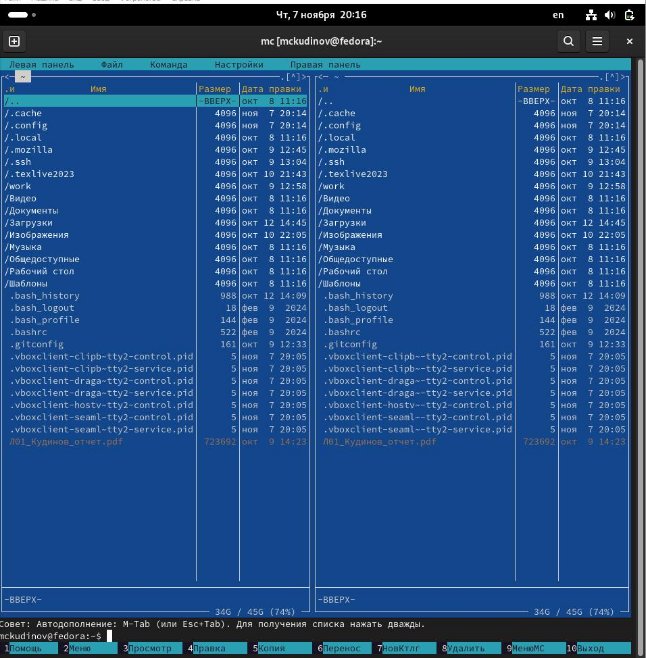 Чт, 7 ноября 20:16
en
mc [mckudinov@fedora]:~
Левая панель Файл Команда Настройки Правая панель
<— ~ .[^]>
<— ~ .[^]>
.и Имя Размер Дата правки .и Имя Размер Дата правки
/.. -ВВЕРХ- окт 8 11:16 /.. -ВВЕРХ- окт 8 11:16
/.cache 4096 ноя 7 20:14 /.cache 4096 ноя 7 20:14
/.config 4096 ноя 7 20:14 /.config 4096 ноя 7 20:14
/.local 4096 окт 8 11:16 /.local 4096 окт 8 11:16
/.mozilla 4096 окт 9 12:45 /.mozilla 4096 окт 9 12:45
/.ssh 4096 окт 9 13:04 /.ssh 4096 окт 9 13:04
/.texlive2023 4096 окт 10 21:43 /.texlive2023 4096 окт 10 21:43
/work 4096 окт 9 12:58 /work 4096 окт 9 12:58
/Видео 4096 окт 8 11:16 /Видео 4096 окт 8 11:16
/Документы 4096 окт 8 11:16 /Документы 4096 окт 8 11:16
/Загрузки 4096 окт 12 14:45 /Загрузки 4096 окт 12 14:45
/Изображения 4096 окт 10 22:05 /Изображения 4096 окт 10 22:05
/Музыка 4096 окт 8 11:16 /Музыка 4096 окт 8 11:16
/Общедоступные 4096 окт 8 11:16 /Общедоступные 4096 окт 8 11:16
/Рабочий стол 4096 окт 8 11:16 /Рабочий стол 4096 окт 8 11:16
/Шаблоны 4096 окт 8 11:16 /Шаблоны 4096 окт 8 11:16
.bash_history 988 окт 12 14:09 .bash_history 988 окт 12 14:09
.bash_logout 18 фев 9 2024 .bash_logout 18 фев 9 2024
.bash_profile 144 фев 9 2024 .bash_profile 144 фев 9 2024
.bashrc 522 фев 9 2024 .bashrc 522 фев 9 2024
.gitconfig 161 окт 9 12:33 .gitconfig 161 окт 9 12:33
.vboxclient-clipb-tty2-control.pid 5 ноя 7 20:05 .vboxclient-clipb~-tty2-control.pid 5 ноя 7 20:05
.vboxclient-clipb-tty2-service.pid 5 ноя 7 20:05 .vboxclient-clipb~-tty2-service.pid 5 ноя 7 20:05
.vboxclient-draga-tty2-control.pid 5 ноя 7 20:05 .vboxclient-draga~-tty2-control.pid 5 ноя 7 20:05
.vboxclient-draga-tty2-service.pid 5 ноя 7 20:05 .vboxclient-draga~-tty2-service.pid 5 ноя 7 20:05
.vboxclient-hostv-tty2-control.pid 5 ноя 7 20:05 .vboxclient-hostv~-tty2-control.pid 5 ноя 7 20:05
.vboxclient-seaml-tty2-control.pid 5 ноя 7 20:05 .vboxclient-seaml~-tty2-control.pid 5 ноя 7 20:05
.vboxclient-seaml-tty2-service.pid 5 ноя 7 20:05 .vboxclient-seaml~-tty2-service.pid 5 ноя 7 20:05
Л01_Кудинов_отчет.pdf 723692 окт 9 14:23 Л01_Кудинов_отчет.pdf 723692 окт 9 14:23
-ВВЕРХ- -ВВЕРХ-
34G / 45G (74%) 34G / 45G (74%)
Совет: Автодополнение: M-Tab (или Esc+Tab). Для получения списка нажать дважды.
mckudinov@fedora:~$
1Помощь 2Меню 3Просмотр 4Правка 5Копия 6Перенос 7НовКтлг 8Удалить 9МенюМС 10Выход